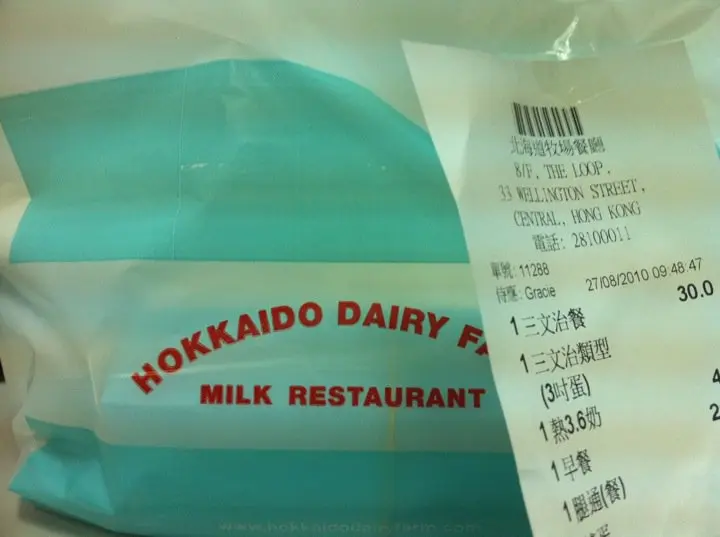 HOKKAIDO DAIRY FA
MILK RESTAURANT
www.hokkaidodairyfarm.com
北海道牧場餐廳
8/F, THE LOOP,
33 WELLINGTON STREET,
CENTRAL, HONG KONG
電話: 28100011
單號: 11288
侍應: Gracie 27/08/2010 09:48:47
1 三文治餐 30.0
1 三文治類型
(3吋蛋)
1 熱3.6奶 4
1 早餐 2
1 腿通(餐)